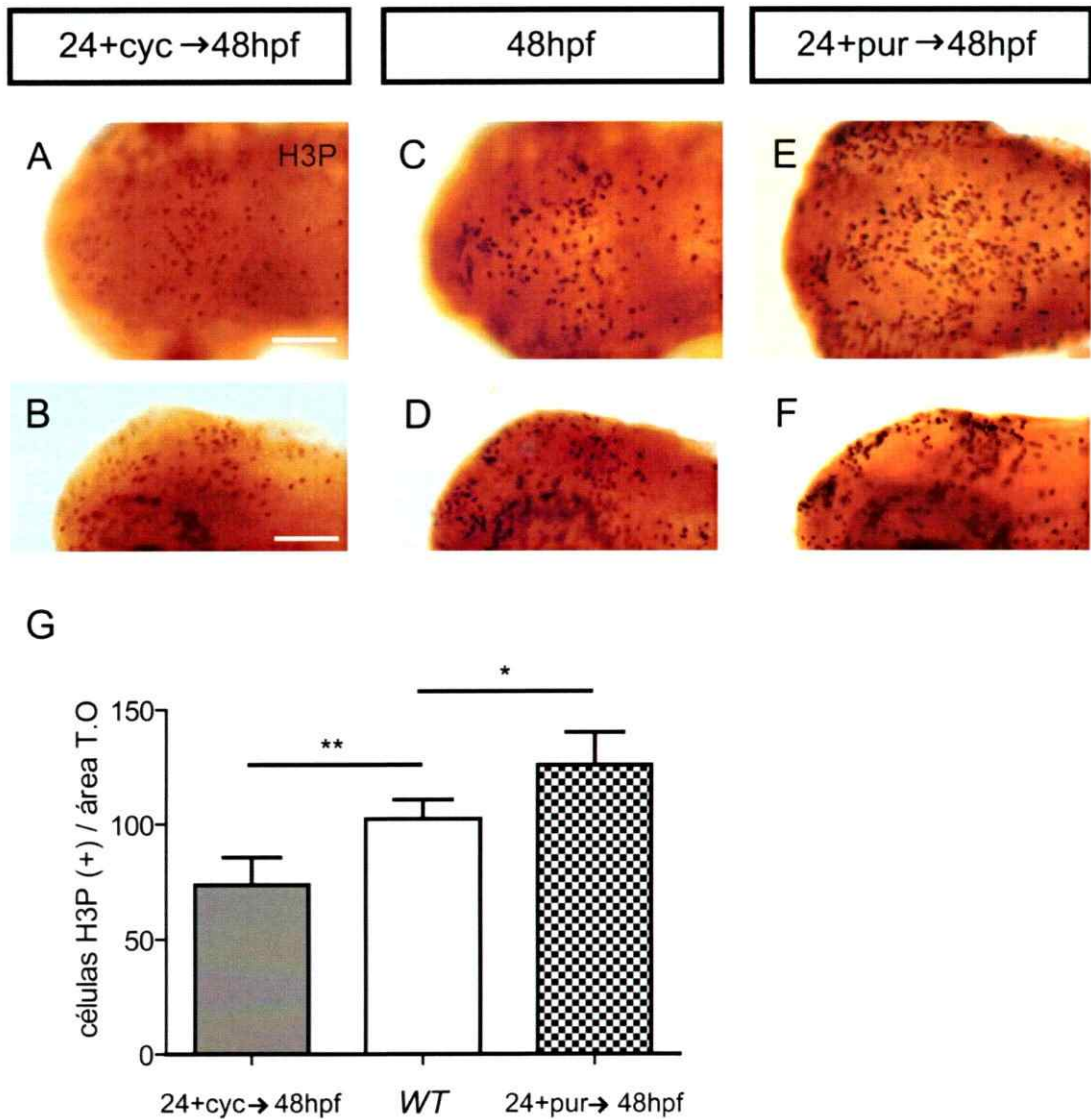 24+cyc→48hpf
48hpf
24+pur→48hpf
A
H3P
C
E
B
D
F
G
células H3P (+) / área T.O
150
100
50
0
**
*
24+cyc→ 48hpf
WT
24+pur→ 48hpf